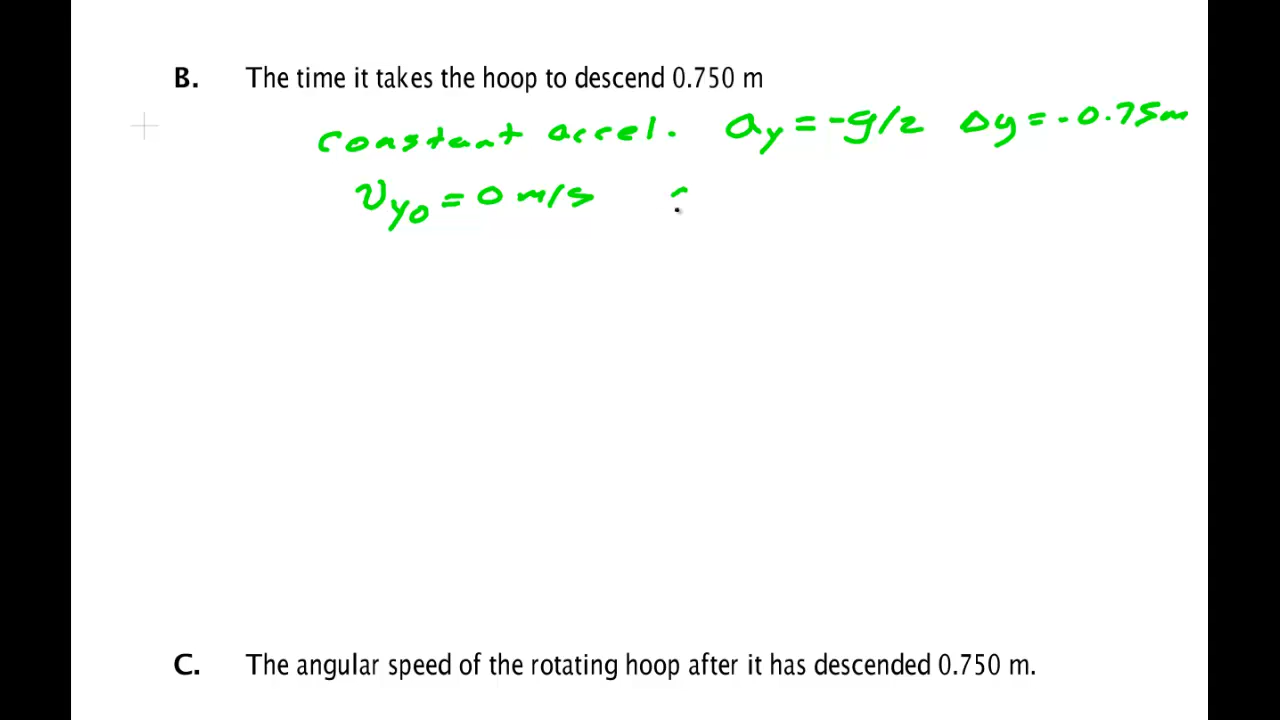 B. The time it takes the hoop to descend 0.750 m
constant accel. ay = -g/2 Δy = -0.75m
vy0 = 0 m/s
C. The angular speed of the rotating hoop after it has descended 0.750 m.